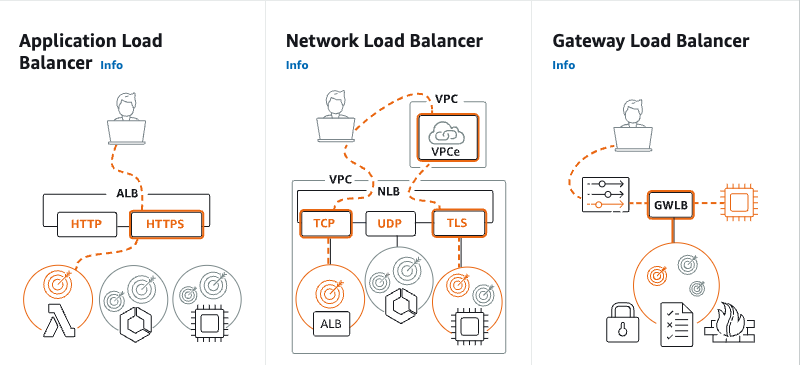 Application Load
Balancer Info
ALB
HTTP
HTTPS
Network Load Balancer
Info
VPC
VPCe
VPC
NLB
TCP
UDP
TLS
ALB
Gateway Load Balancer
Info
GWLB